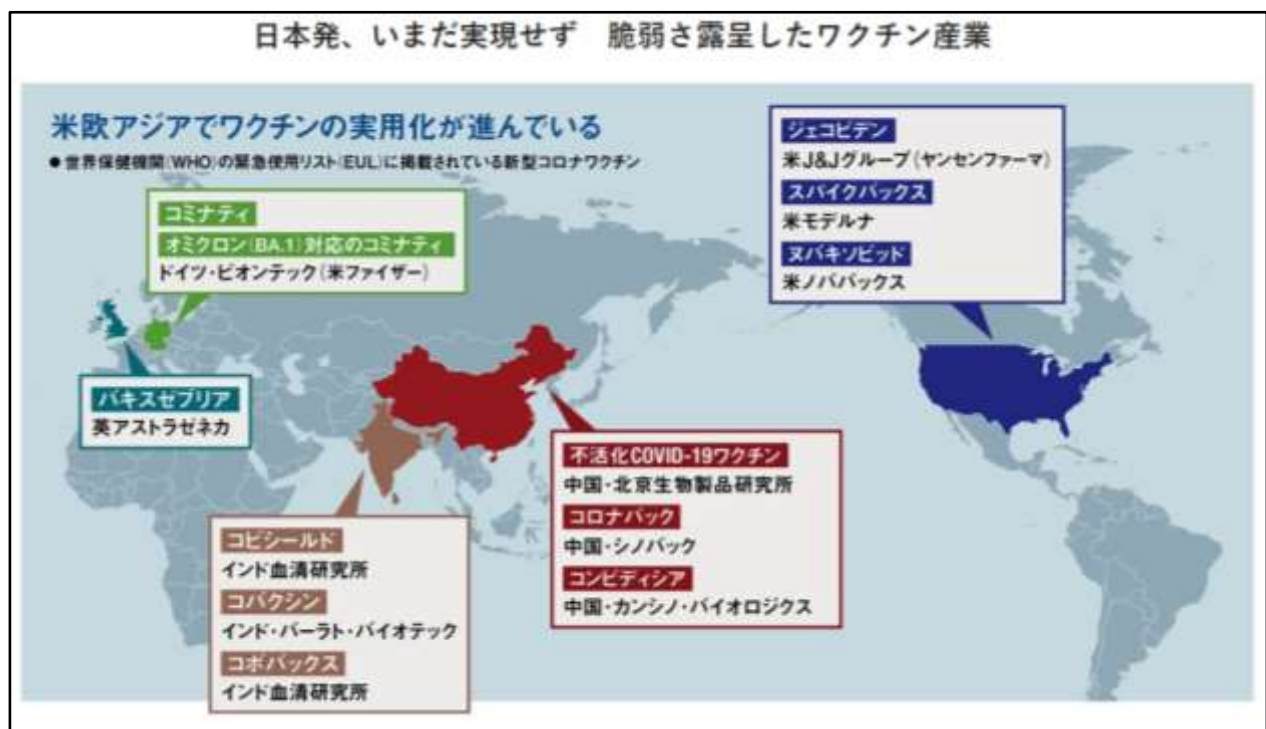 日本発、いまだ実現せず 脆弱さ露呈したワクチン産業
米欧アジアでワクチンの実用化が進んでいる
●世界保健機関(WHO)の緊急使用リスト(EUL)に掲載されている新型コロナワクチン
コミナティ
オミクロン(BA.1)対応のコミナティ
ドイツ・ビオンテック(米ファイザー)
バキスゼブリア
英アストラゼネカ
コビシールド
インド血清研究所
コバクシン
インド・バーラト・バイオテック
コボバックス
インド血清研究所
不活化COVID-19ワクチン
中国・北京生物製品研究所
コロナバック
中国・シノバック
コンビディシア
中国・カンシノ・バイオロジクス
ジェコビデン
米J&Jグループ(ヤンセンファーマ)
スパイクバックス
米モデルナ
ヌバキソビッド
米ノババックス